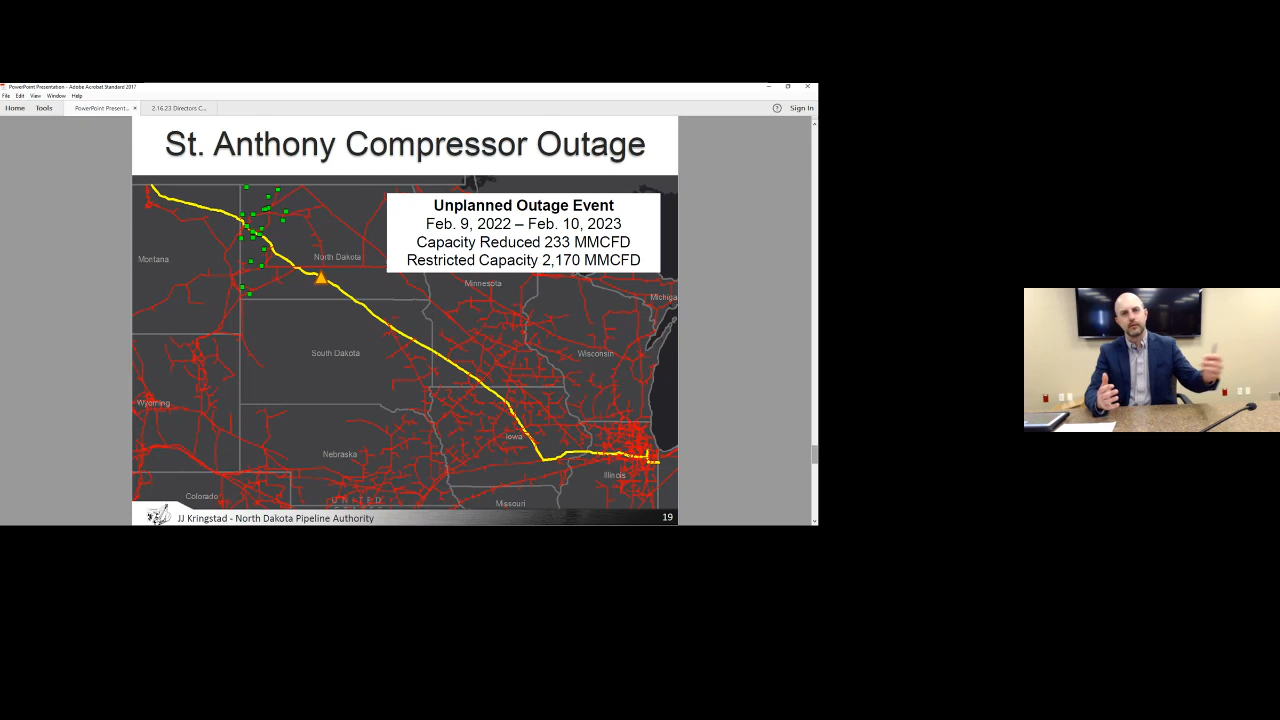 PowerPoint Presentation - Adobe Acrobat Standard 2017
File Edit View Window Help
Home Tools PowerPoint Present... × 2.16.23 Directors C... ? Sign In
St. Anthony Compressor Outage
Unplanned Outage Event
Feb. 9, 2022 – Feb. 10, 2023
Capacity Reduced 233 MMCFD
Restricted Capacity 2,170 MMCFD
Montana
North Dakota
Minnesota
Michiga
South Dakota
Wisconsin
Wyoming
Iowa
Nebraska
Illinois
Colorado
UNITED
Missouri
JJ Kringstad - North Dakota Pipeline Authority
19